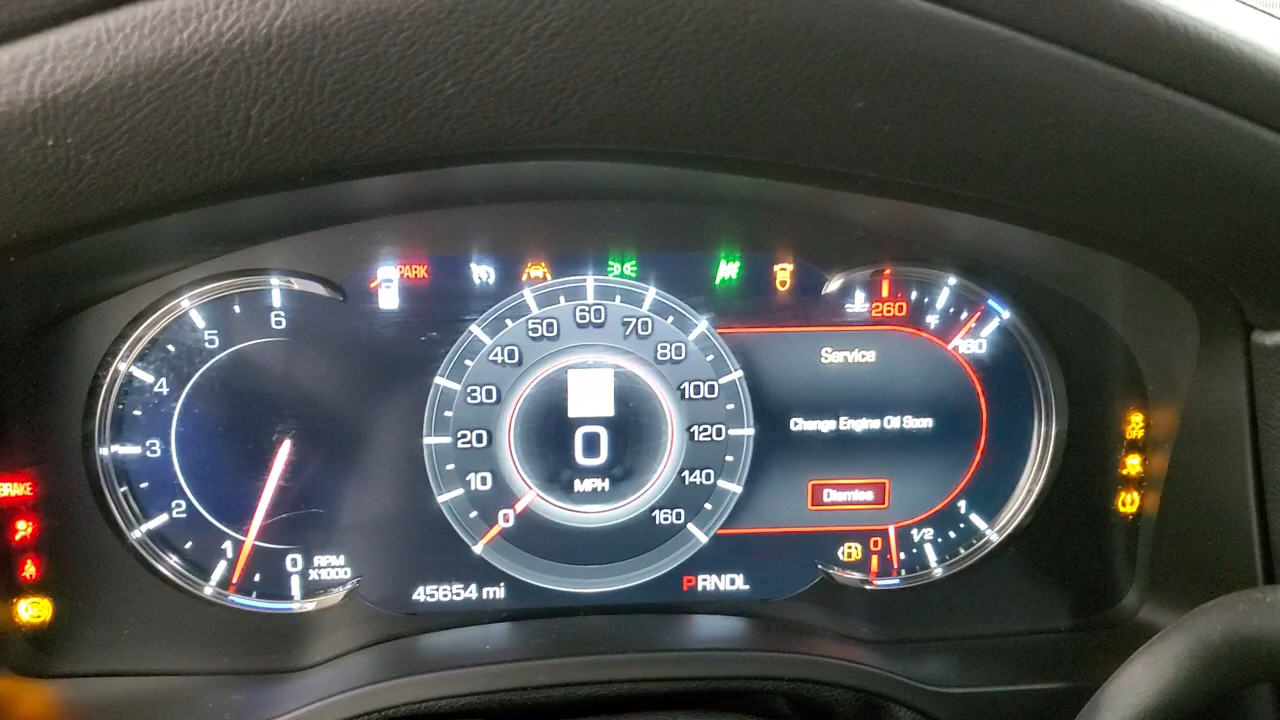 PARK
6
5
4
3
2
1
0
RPM
X1000
60
50
70
40
80
30
100
20
120
10
140
0
160
0
MPH
45654 mi
PRNDL
260
°F
160
Service
Change Engine Oil Soon
Dismiss
0
1/2
1
BRAKE
OFF